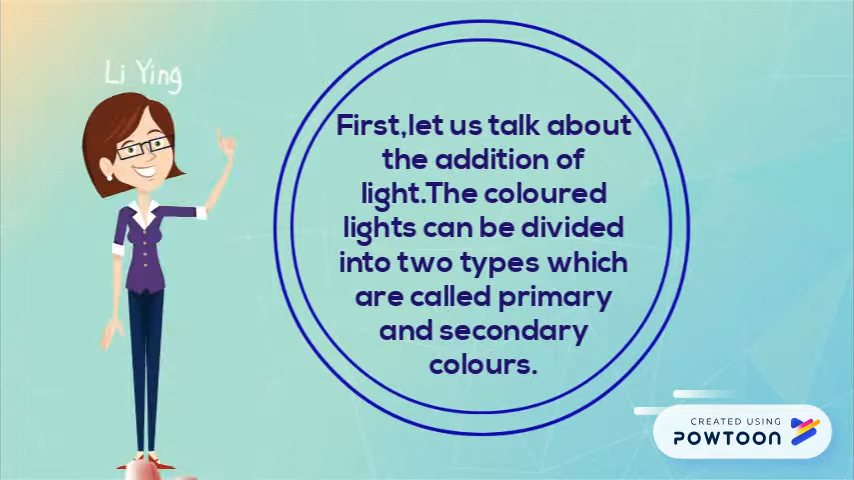 Li Ying
First,let us talk about
the addition of
light.The coloured
lights can be divided
into two types which
are called primary
and secondary
colours.
CREATED USING
POWTOON